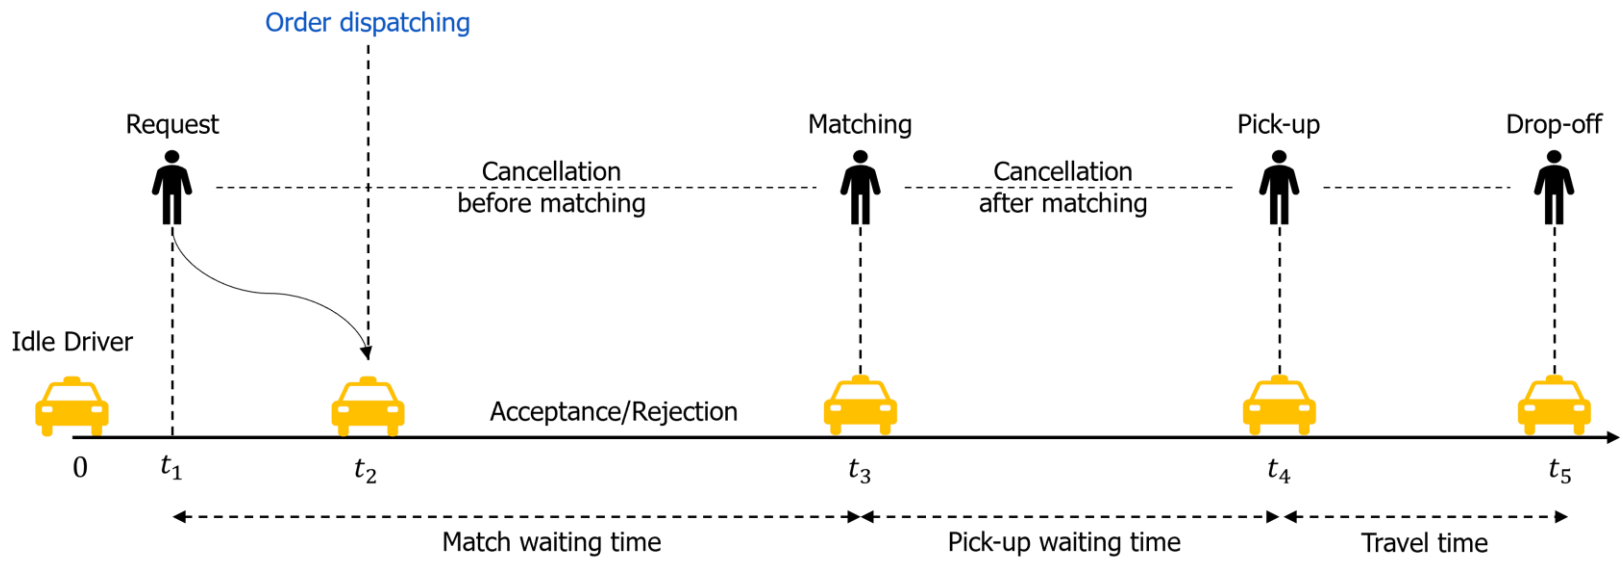 Order dispatching
Request
Matching
Pick-up
Drop-off
Cancellation
before matching
Cancellation
after matching
Idle Driver
Acceptance/Rejection
0
t₁
t₂
t₃
t₄
t₅
Match waiting time
Pick-up waiting time
Travel time